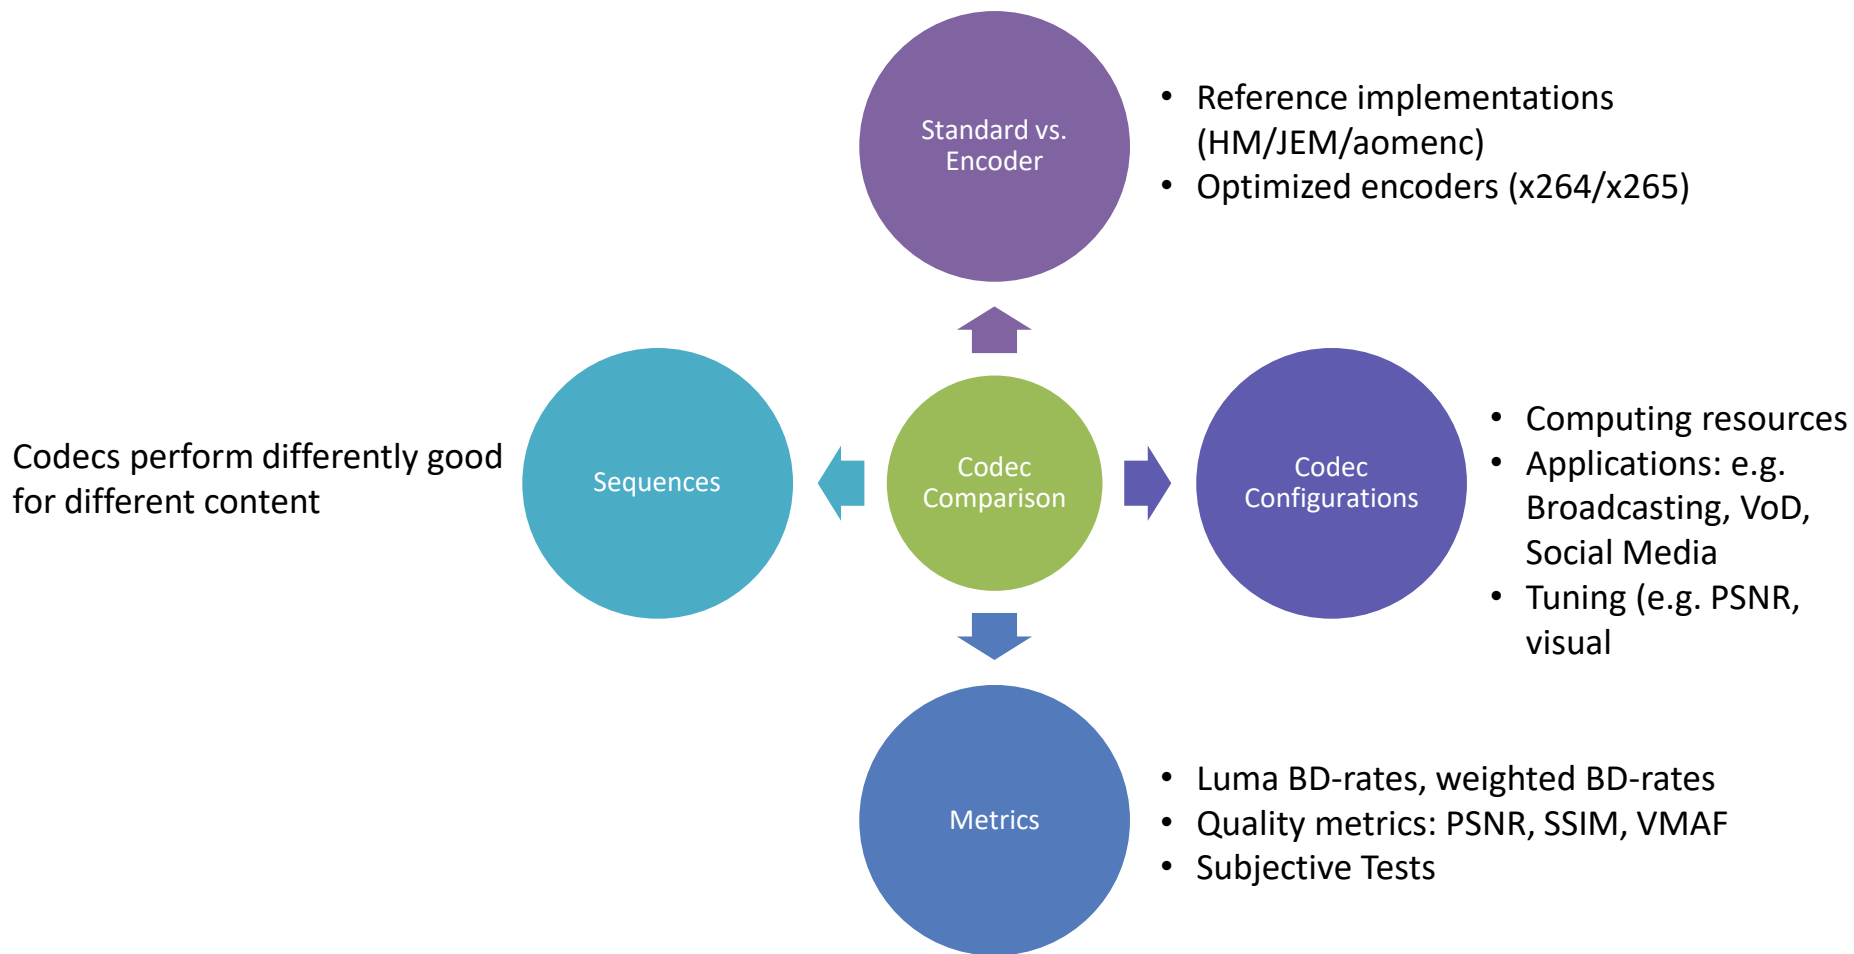 Standard vs.
Encoder
• Reference implementations
(HM/JEM/aomenc)
• Optimized encoders (x264/x265)
Codecs perform differently good
for different content
Sequences
Codec
Comparison
Codec
Configurations
• Computing resources
• Applications: e.g.
Broadcasting, VoD,
Social Media
• Tuning (e.g. PSNR,
visual
Metrics
• Luma BD-rates, weighted BD-rates
• Quality metrics: PSNR, SSIM, VMAF
• Subjective Tests